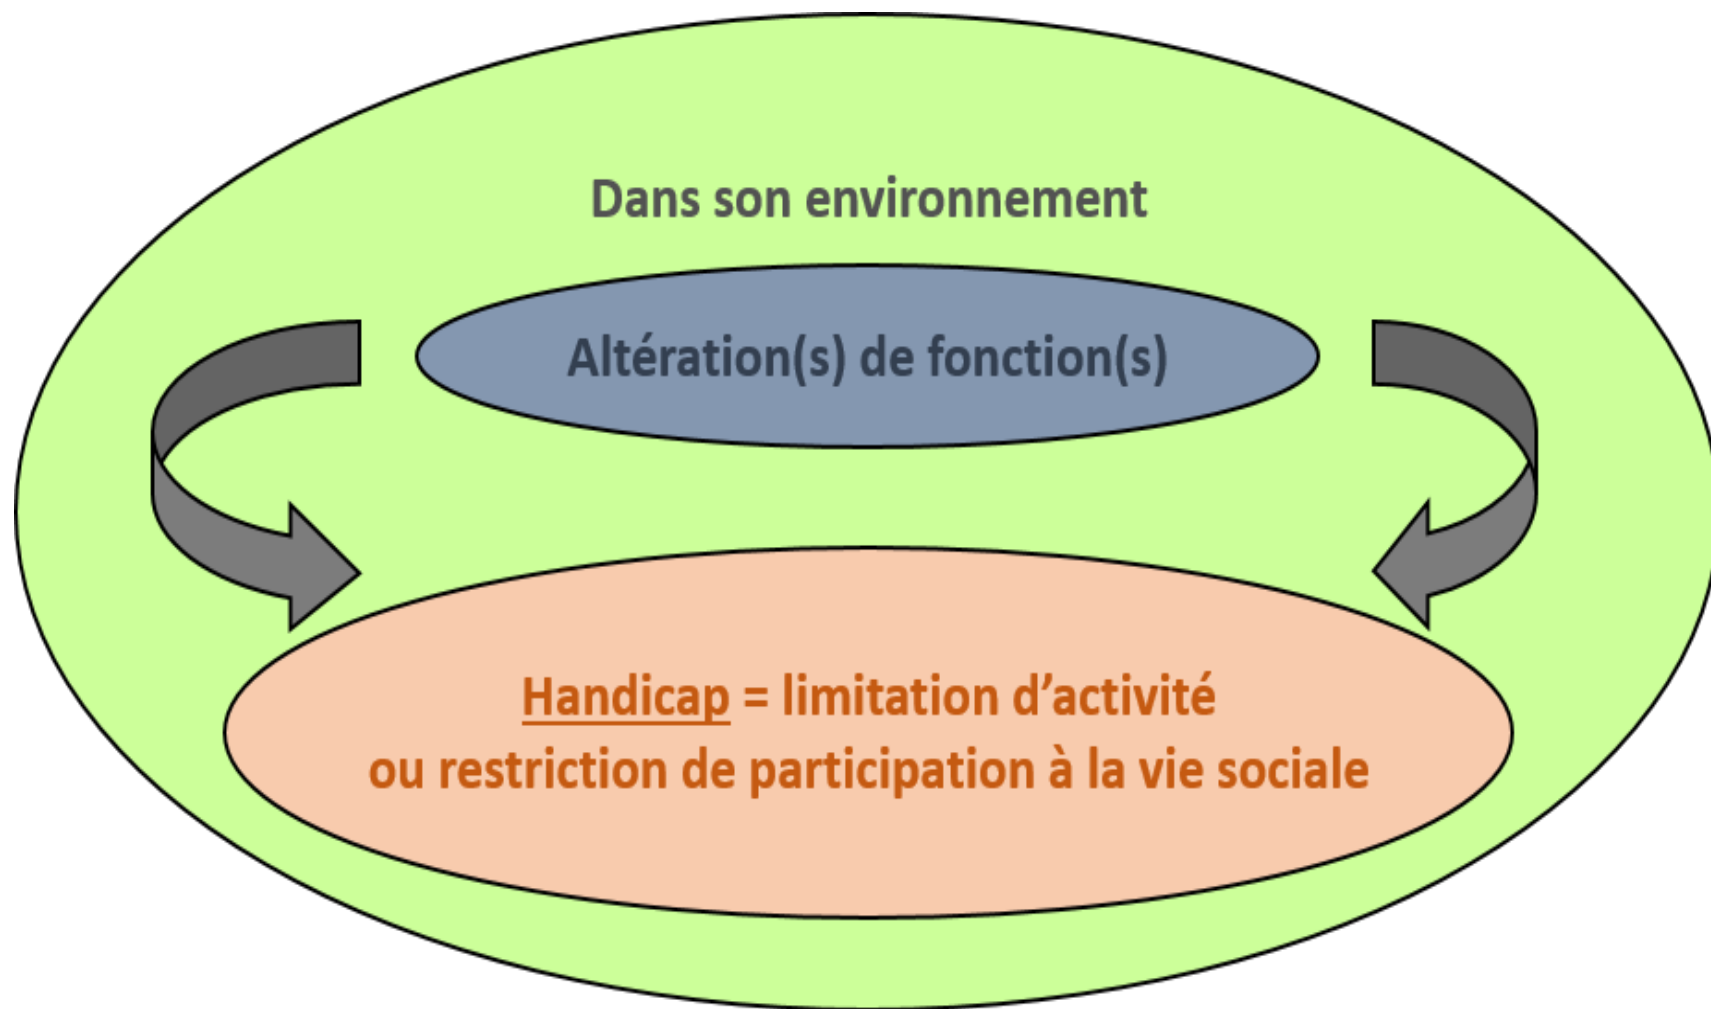 Dans son environnement
Altération(s) de fonction(s)
Handicap = limitation d’activité
ou restriction de participation à la vie sociale